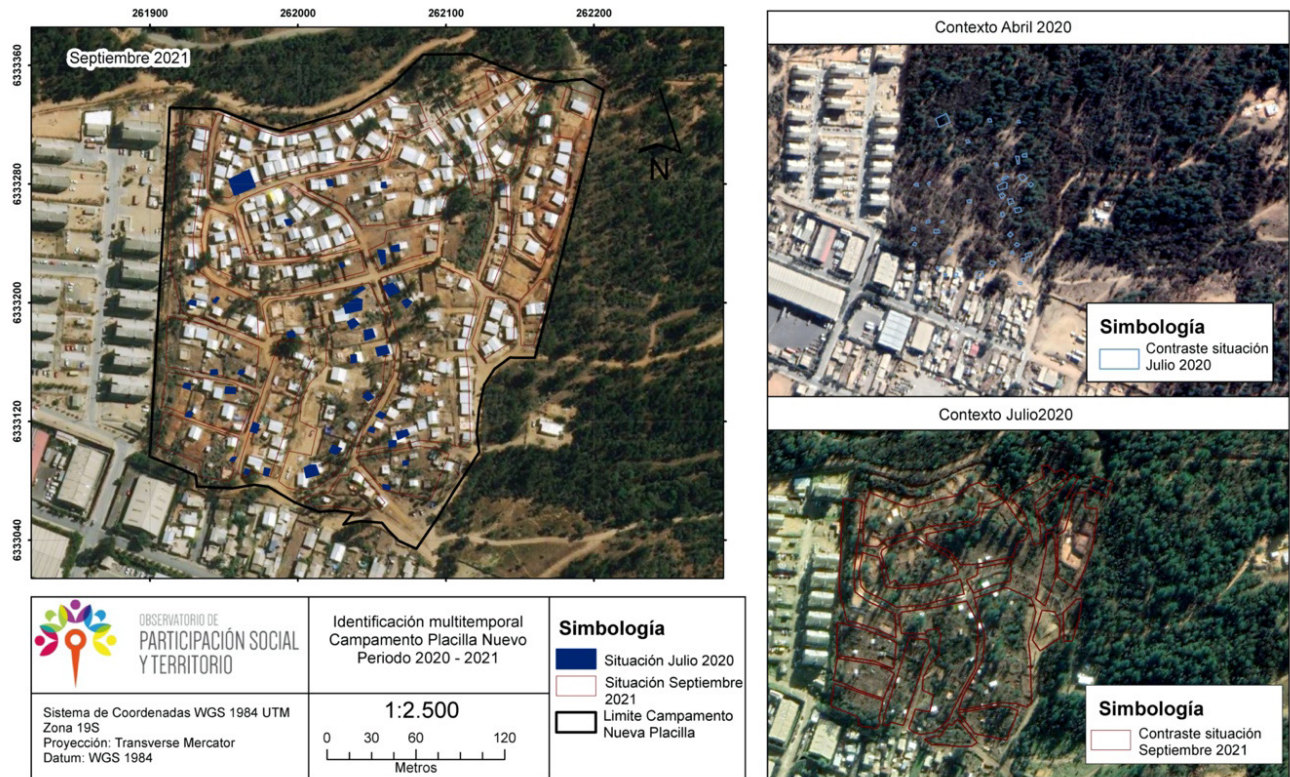 261900
262000
262100
262200
6333360
6333280
6333200
6333120
6333040
Septiembre 2021
N
OBSERVATORIO DE
PARTICIPACIÓN SOCIAL
Y TERRITORIO
Sistema de Coordenadas WGS 1984 UTM
Zona 19S
Proyección: Transverse Mercator
Datum: WGS 1984
Identificación multitemporal
Campamento Placilla Nuevo
Periodo 2020 - 2021
1:2.500
0 30 60 120
Metros
Simbología
Situación Julio 2020
Situación Septiembre
2021
Limite Campamento
Nueva Placilla
Contexto Abril 2020
Simbología
Contraste situación
Julio 2020
Contexto Julio2020
Simbología
Contraste situación
Septiembre 2021